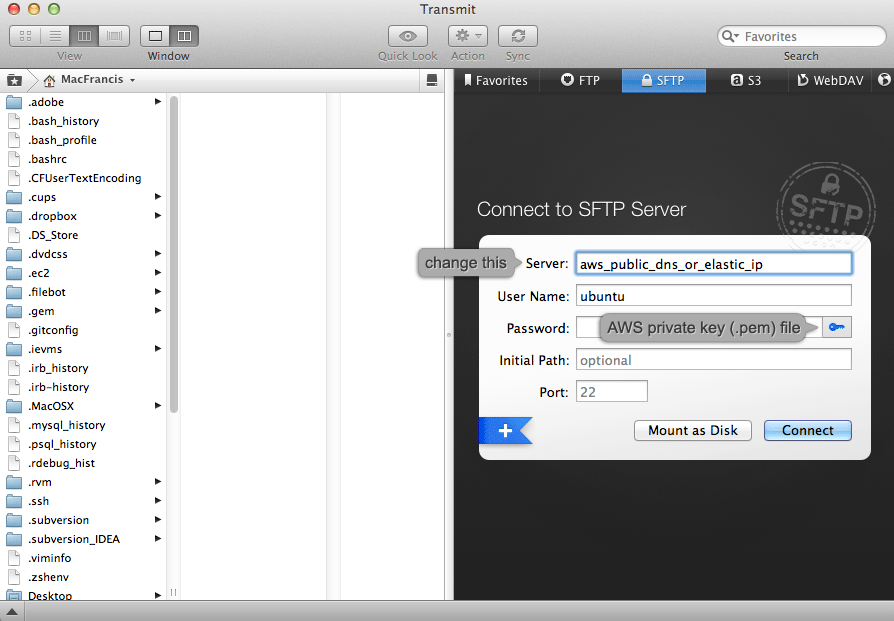 Transmit
View
Window
Quick Look
Action
Sync
Favorites
Search
MacFrancis
Favorites
FTP
SFTP
S3
WebDAV
.adobe
.bash_history
.bash_profile
.bashrc
.CFUserTextEncoding
.cups
.dropbox
.DS_Store
.dvdcss
.ec2
.filebot
.gem
.gitconfig
.ievms
.irb_history
.irb-history
.MacOSX
.mysql_history
.psql_history
.rdebug_hist
.rvm
.ssh
.subversion
.subversion_IDEA
.viminfo
.zshenv
Desktop
Connect to SFTP Server
SFTP
change this
Server: aws_public_dns_or_elastic_ip
User Name: ubuntu
Password: AWS private key (.pem) file
Initial Path: optional
Port: 22
+
Mount as Disk
Connect